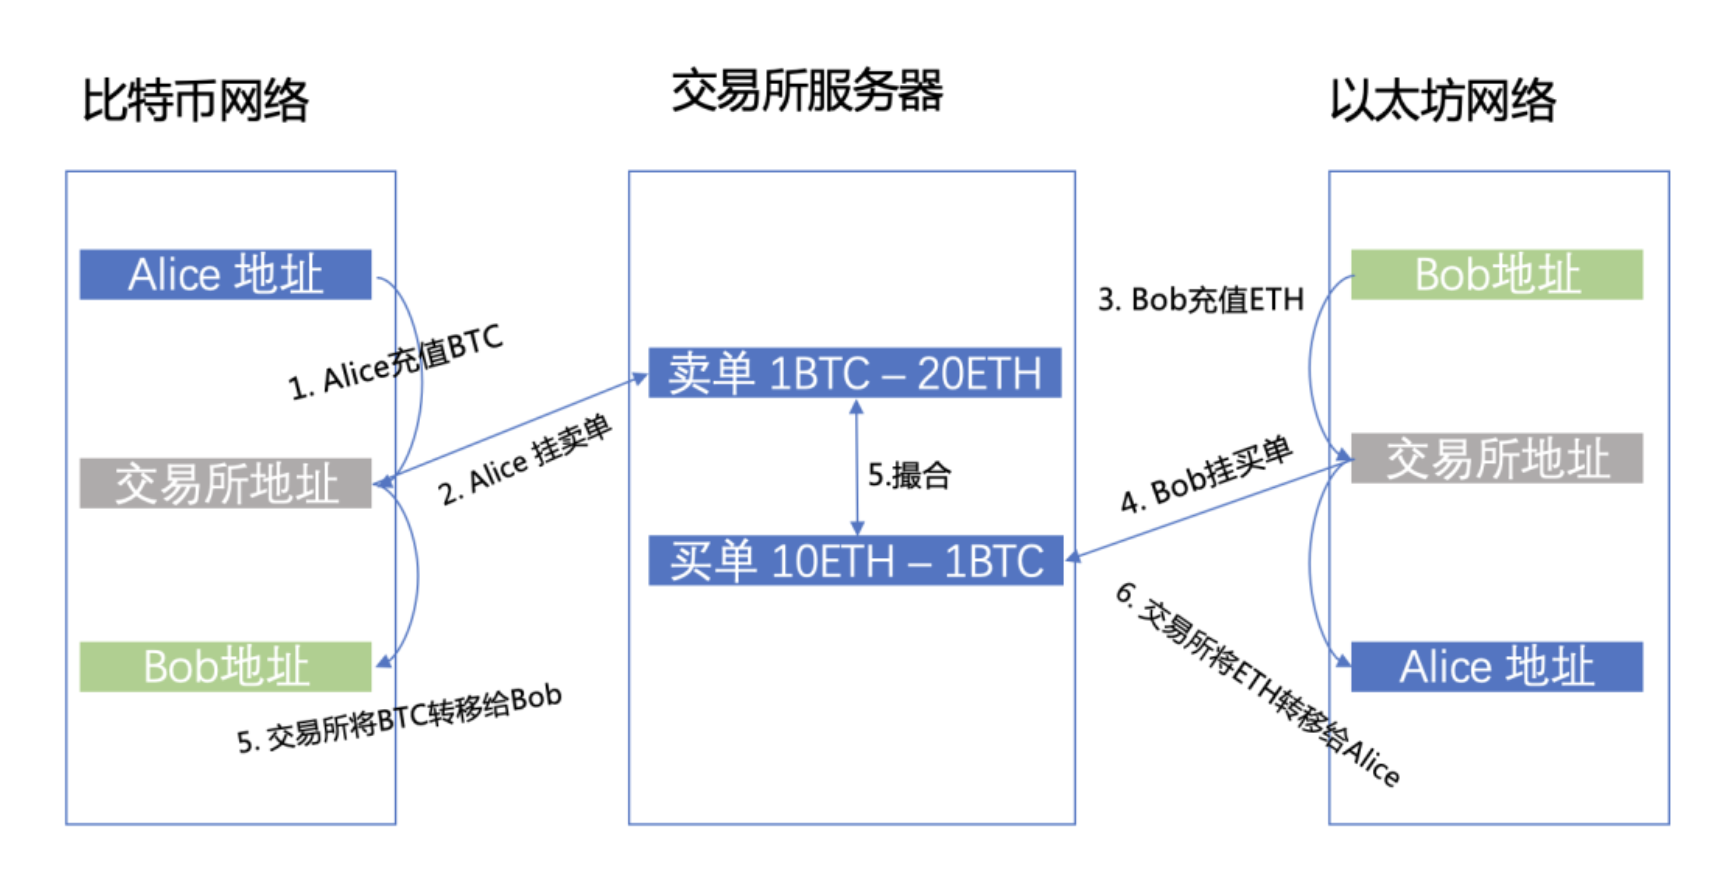 比特币网络
交易所服务器
以太坊网络
Alice 地址
Bob地址
3. Bob充值ETH
1. Alice充值BTC
卖单 1BTC – 20ETH
2. Alice 挂卖单
交易所地址
5.撮合
4. Bob挂买单
交易所地址
买单 10ETH – 1BTC
Bob地址
6. 交易所将ETH转移给Alice
Alice 地址
5. 交易所将BTC转移给Bob